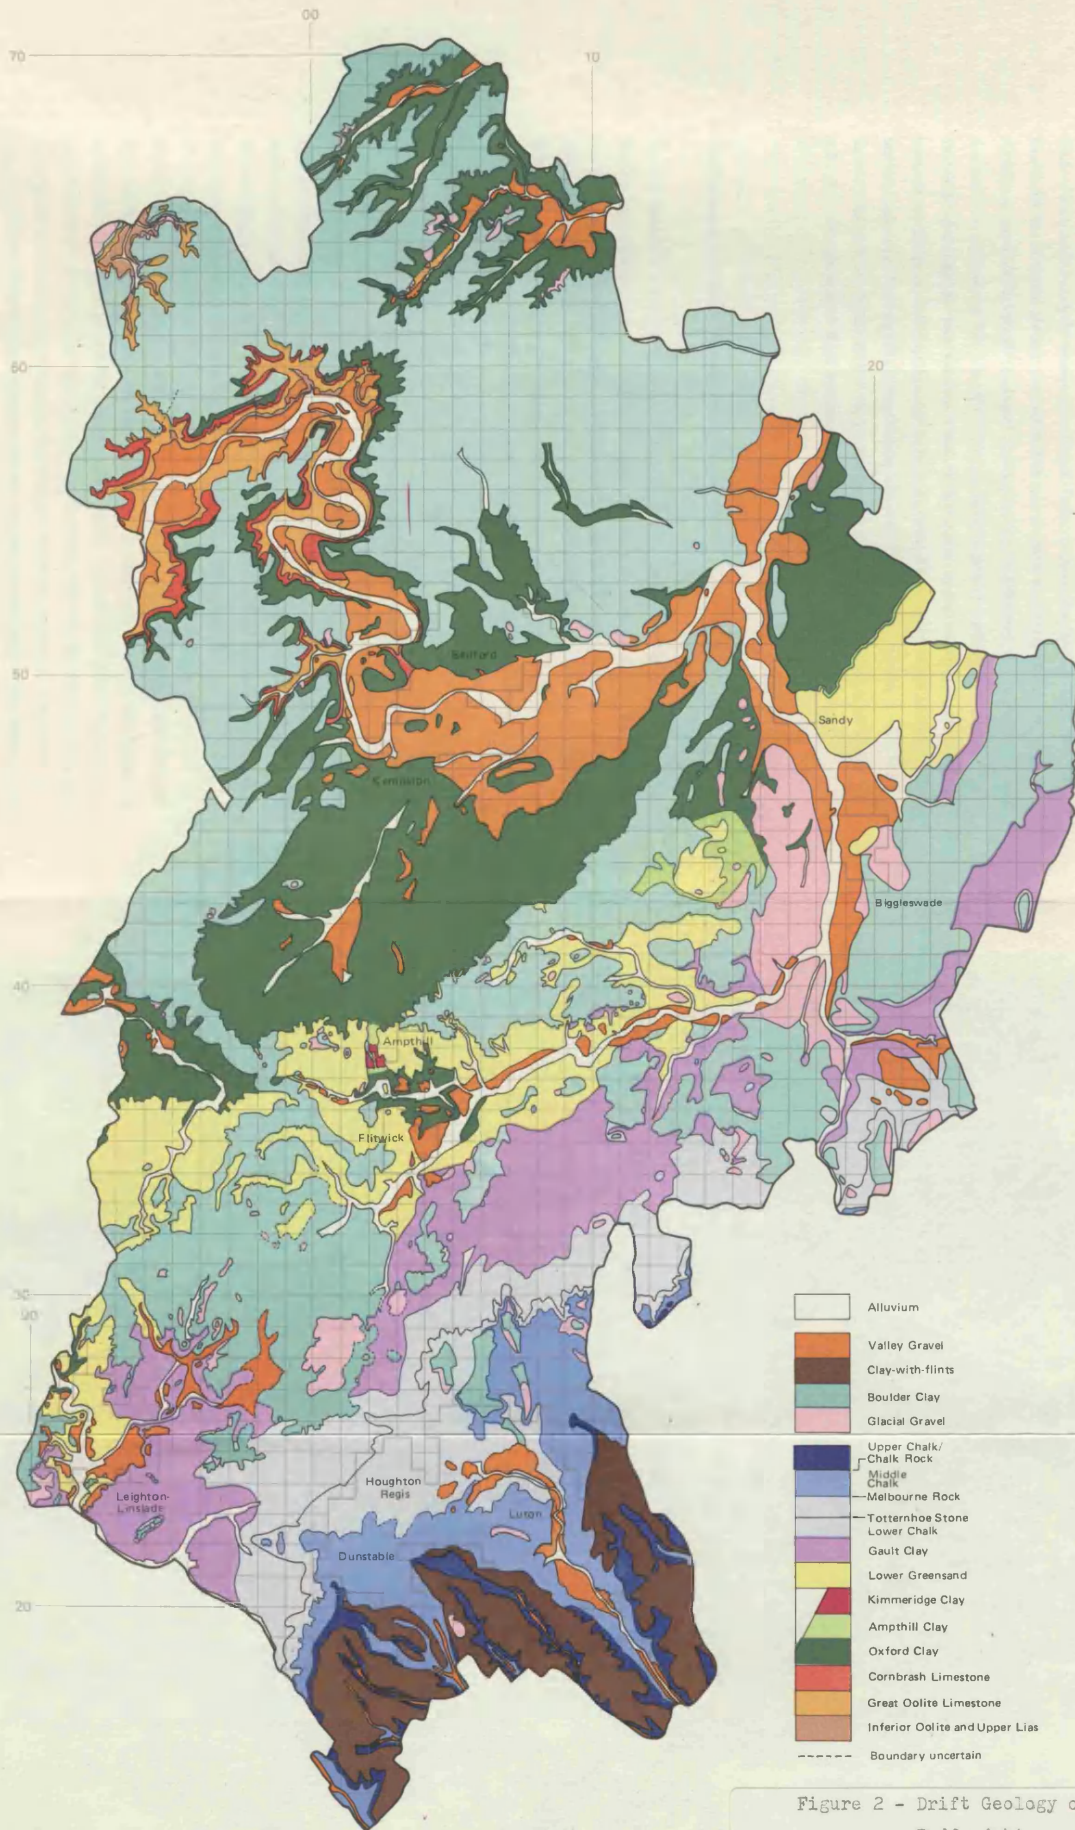 00
70
10
60
20
50
Bedford
Sandy
Kempston
Biggleswade
40
Ampthill
Flitwick
30
90
Alluvium
Valley Gravel
Clay-with-flints
Boulder Clay
Glacial Gravel
Upper Chalk/
Chalk Rock
Middle
Chalk
Melbourne Rock
Totternhoe Stone
Lower Chalk
Gault Clay
Lower Greensand
Kimmeridge Clay
Ampthill Clay
Oxford Clay
Cornbrash Limestone
Great Oolite Limestone
Inferior Oolite and Upper Lias
Boundary uncertain
Houghton
Regis
Leighton-
Linslade
Luton
Dunstable
20
Figure 2 - Drift Geology o